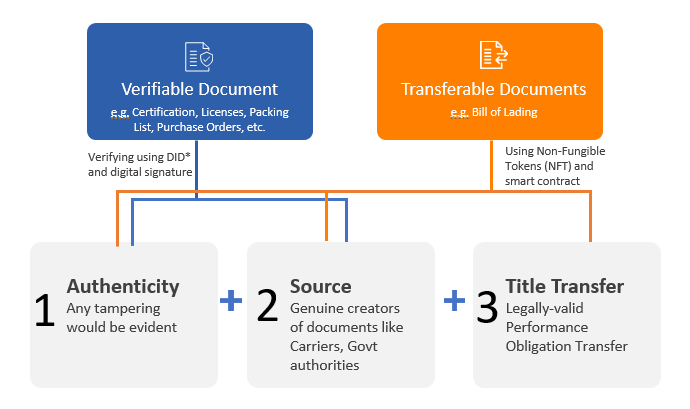 Verifiable Document
e.g. Certification, Licenses, Packing
List, Purchase Orders, etc.
Transferable Documents
e.g. Bill of Lading
Verifying using DID*
and digital signature
Using Non-Fungible
Tokens (NFT) and
smart contract
1
Authenticity
Any tampering
would be evident
+
2
Source
Genuine creators
of documents like
Carriers, Govt
authorities
+
3
Title Transfer
Legally-valid
Performance
Obligation Transfer